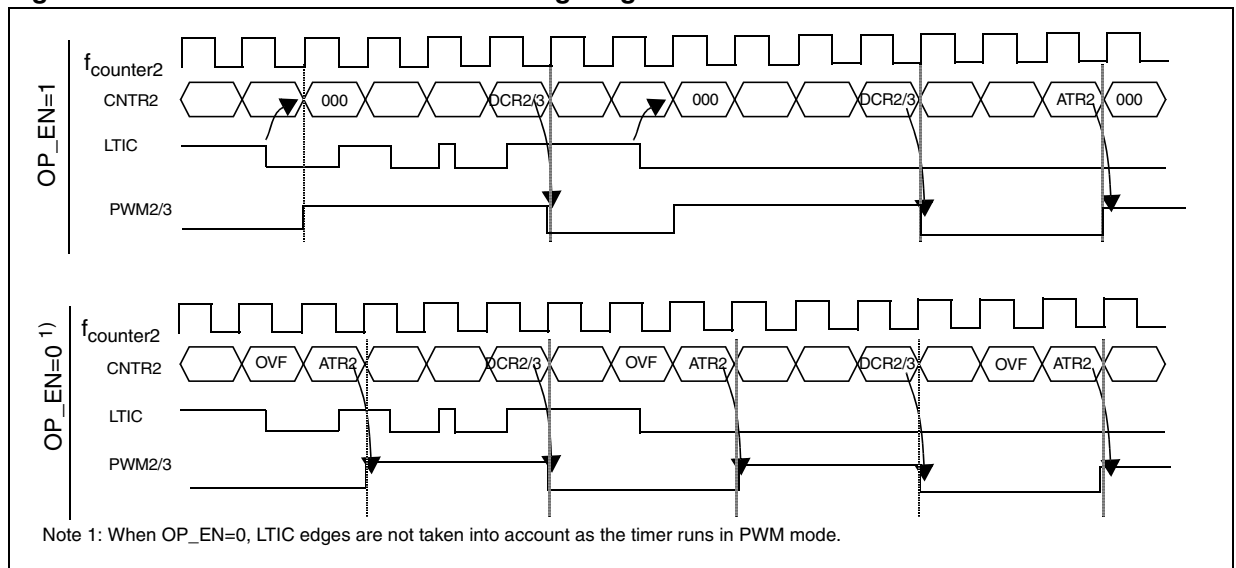 OP_EN=1
fcounter2
CNTR2 000 DCR2/3 000 DCR2/3 ATR2 000
LTIC
PWM2/3
OP_EN=0 1)
fcounter2
CNTR2 OVF ATR2 DCR2/3 OVF ATR2 DCR2/3 OVF ATR2
LTIC
PWM2/3
Note 1: When OP_EN=0, LTIC edges are not taken into account as the timer runs in PWM mode.